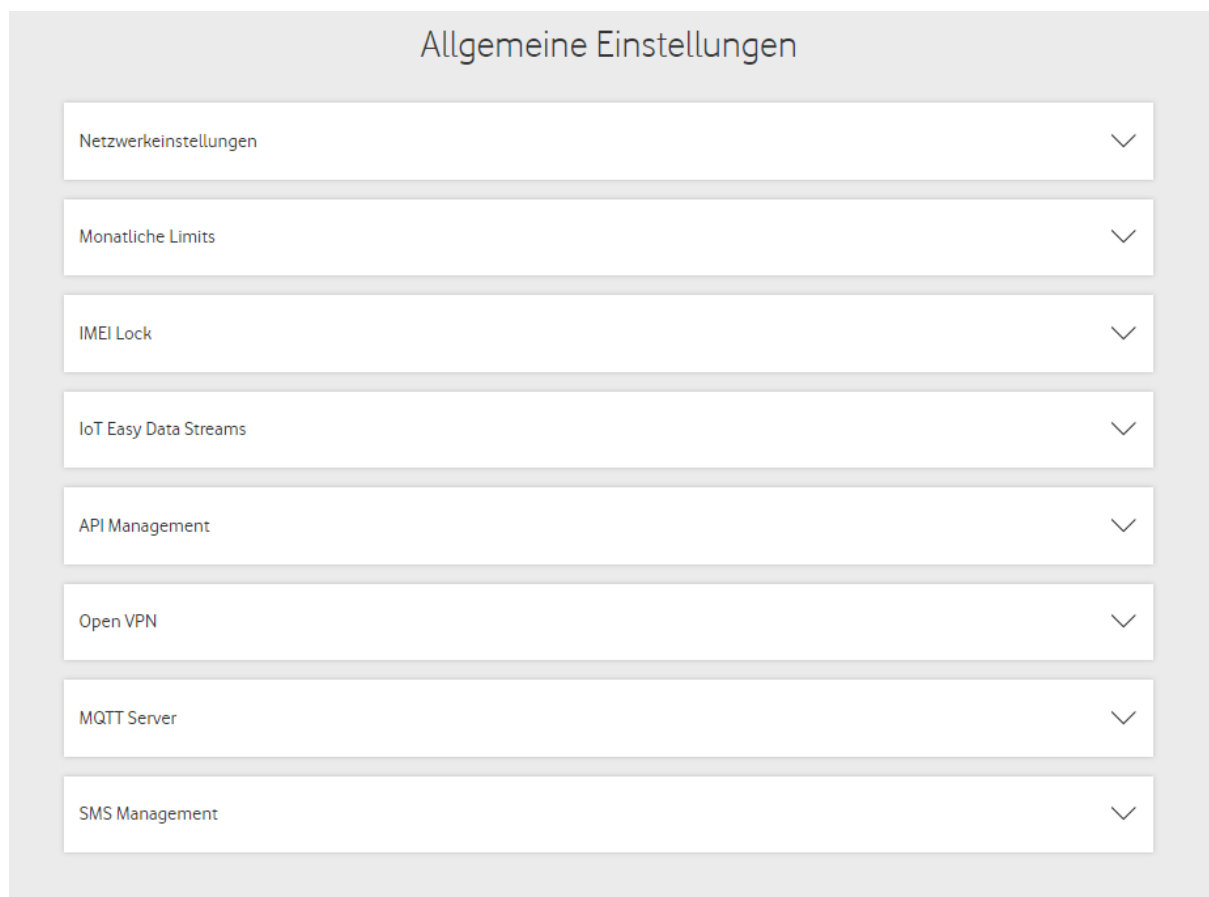 Allgemeine Einstellungen
Netzwerkeinstellungen
Monatliche Limits
IMEI Lock
IoT Easy Data Streams
API Management
Open VPN
MQTT Server
SMS Management